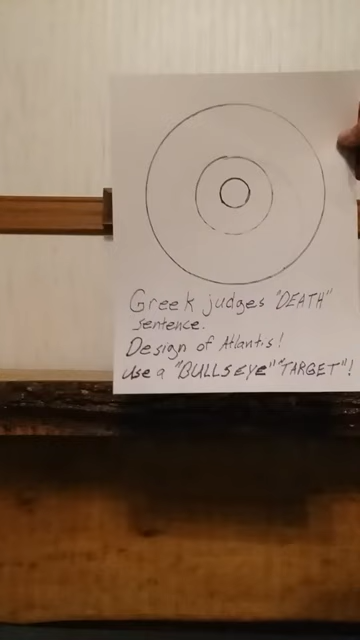 Greek judges "DEATH"
sentence.
Design of Atlantis!
use a "BULLSEYE" "TARGET"!